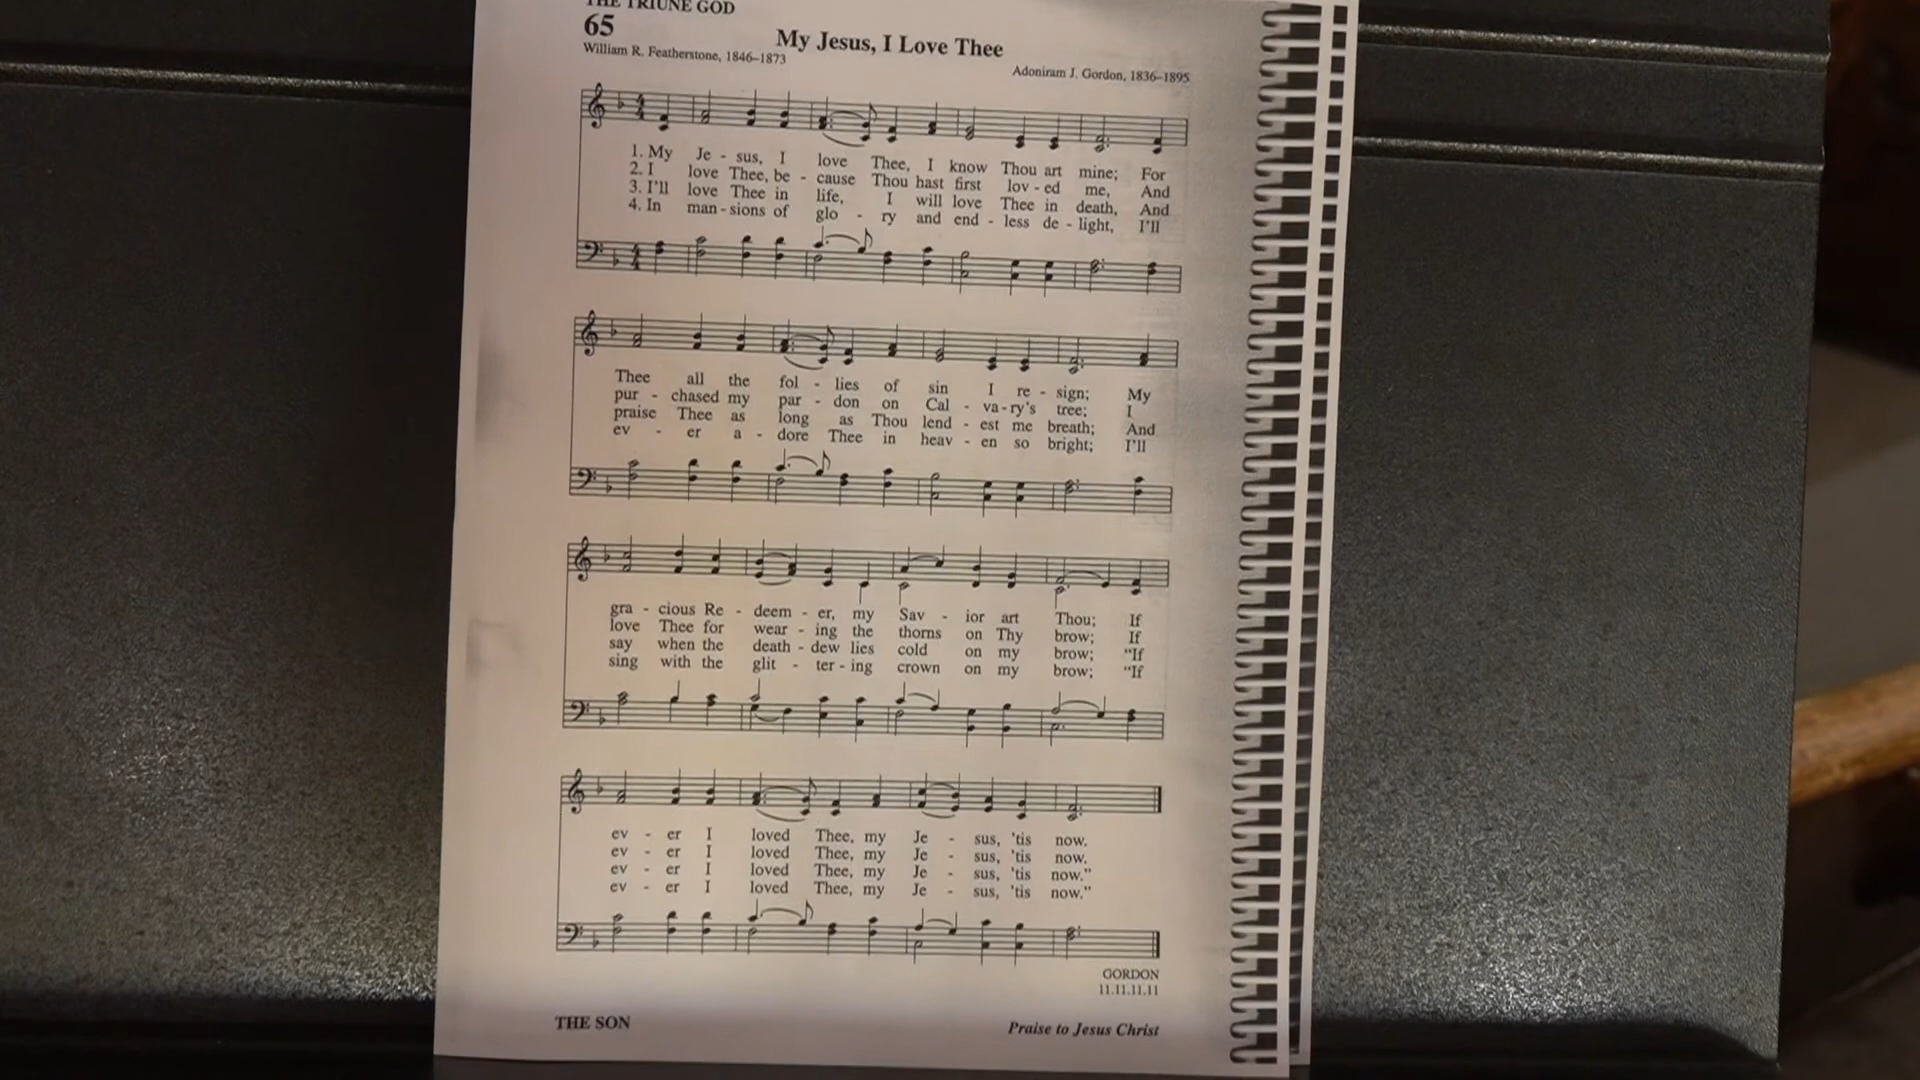 THE TRIUNE GOD
65
My Jesus, I Love Thee
William R. Featherstone, 1846–1873
Adoniram J. Gordon, 1836–1895
1. My Je - sus, I love Thee, I know Thou art mine; For
2. I love Thee, be - cause Thou hast first lov - ed me, And
3. I'll love Thee in life, I will love Thee in death, And
4. In man - sions of glo - ry and end - less de - light, I'll
Thee all the fol - lies of sin I re - sign; My
pur - chased my par - don on Cal - va - ry's tree; I
praise Thee as long as Thou lend - est me breath; And
ev - er a - dore Thee in heav - en so bright; I'll
gra - cious Re - deem - er, my Sav - ior art Thou; If
love Thee for wear - ing the thorns on Thy brow; If
say when the death - dew lies cold on my brow; "If
sing with the glit - ter - ing crown on my brow; "If
ev - er I loved Thee, my Je - sus, 'tis now.
ev - er I loved Thee, my Je - sus, 'tis now.
ev - er I loved Thee, my Je - sus, 'tis now."
ev - er I loved Thee, my Je - sus, 'tis now."
GORDON
11.11.11.11
THE SON
Praise to Jesus Christ